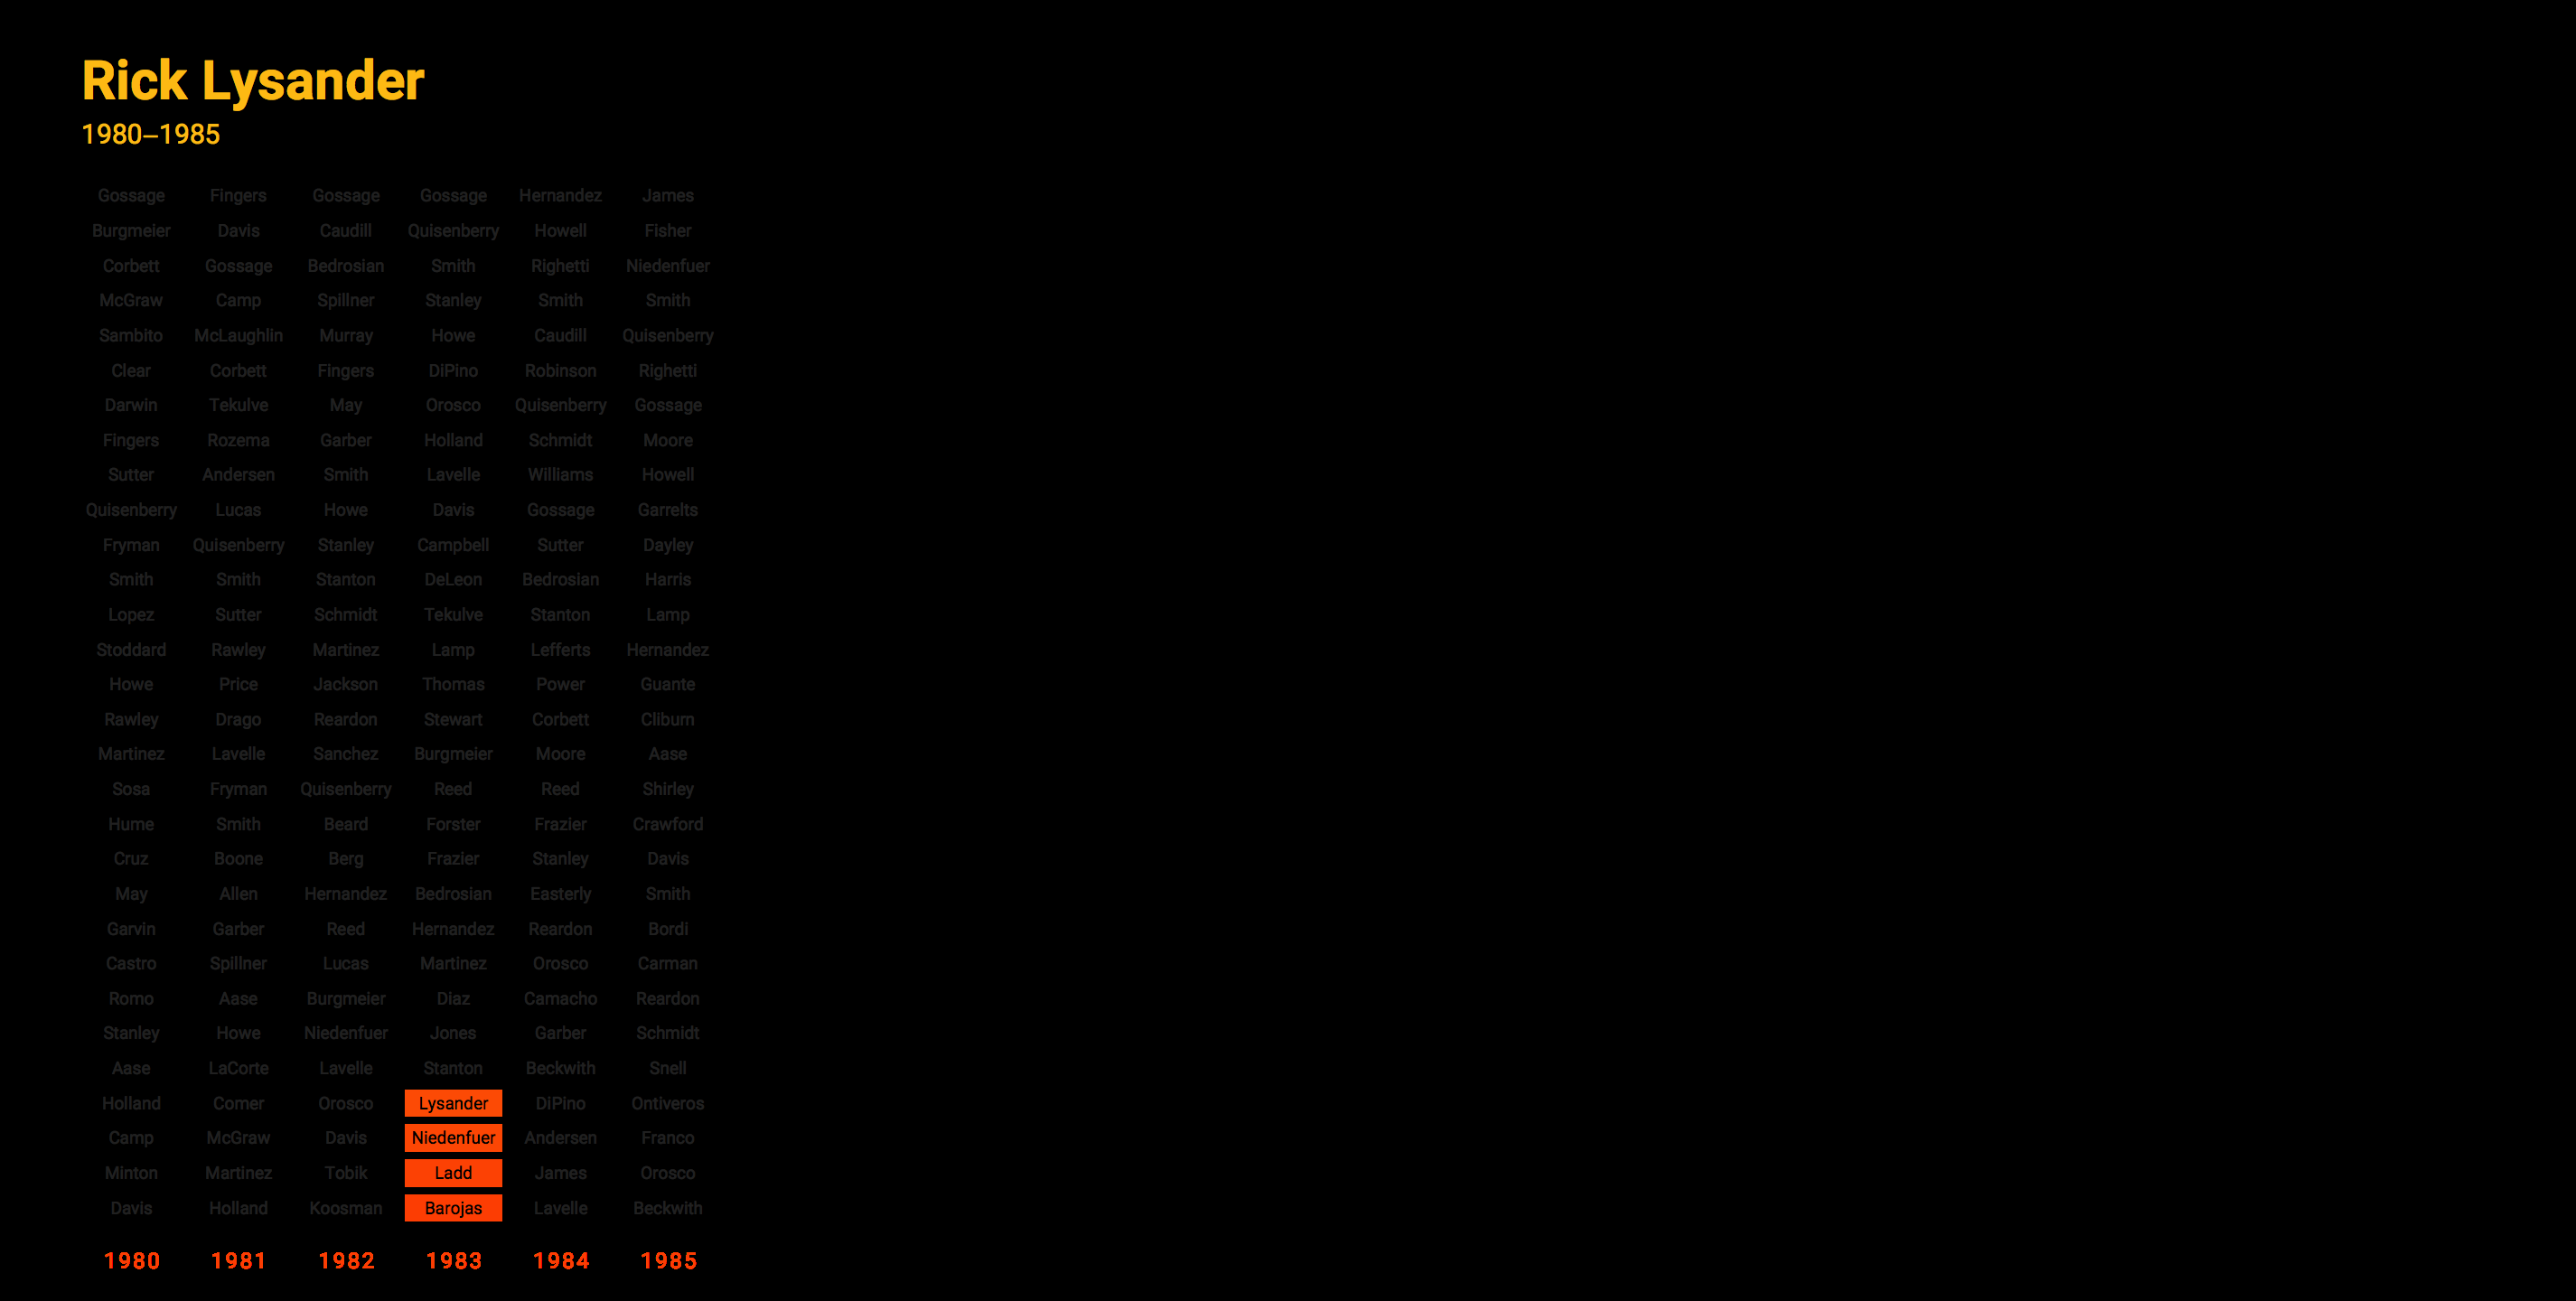 Rick Lysander
1980–1985
Gossage Fingers Gossage Gossage Hernandez James
Burgmeier Davis Caudill Quisenberry Howell Fisher
Corbett Gossage Bedrosian Smith Righetti Niedenfuer
McGraw Camp Spillner Stanley Smith Smith
Sambito McLaughlin Murray Howe Caudill Quisenberry
Clear Corbett Fingers DiPino Robinson Righetti
Darwin Tekulve May Orosco Quisenberry Gossage
Fingers Rozema Garber Holland Schmidt Moore
Sutter Andersen Smith Lavelle Williams Howell
Quisenberry Lucas Howe Davis Gossage Garrelts
Fryman Quisenberry Stanley Campbell Sutter Dayley
Smith Smith Stanton DeLeon Bedrosian Harris
Lopez Sutter Schmidt Tekulve Stanton Lamp
Stoddard Rawley Martinez Lamp Lefferts Hernandez
Howe Price Jackson Thomas Power Guante
Rawley Drago Reardon Stewart Corbett Cliburn
Martinez Lavelle Sanchez Burgmeier Moore Aase
Sosa Fryman Quisenberry Reed Reed Shirley
Hume Smith Beard Forster Frazier Crawford
Cruz Boone Berg Frazier Stanley Davis
May Allen Hernandez Bedrosian Easterly Smith
Garvin Garber Reed Hernandez Reardon Bordi
Castro Spillner Lucas Martinez Orosco Carman
Romo Aase Burgmeier Diaz Camacho Reardon
Stanley Howe Niedenfuer Jones Garber Schmidt
Aase LaCorte Lavelle Stanton Beckwith Snell
Holland Comer Orosco Lysander DiPino Ontiveros
Camp McGraw Davis Niedenfuer Andersen Franco
Minton Martinez Tobik Ladd James Orosco
Davis Holland Koosman Barojas Lavelle Beckwith
1980 1981 1982 1983 1984 1985